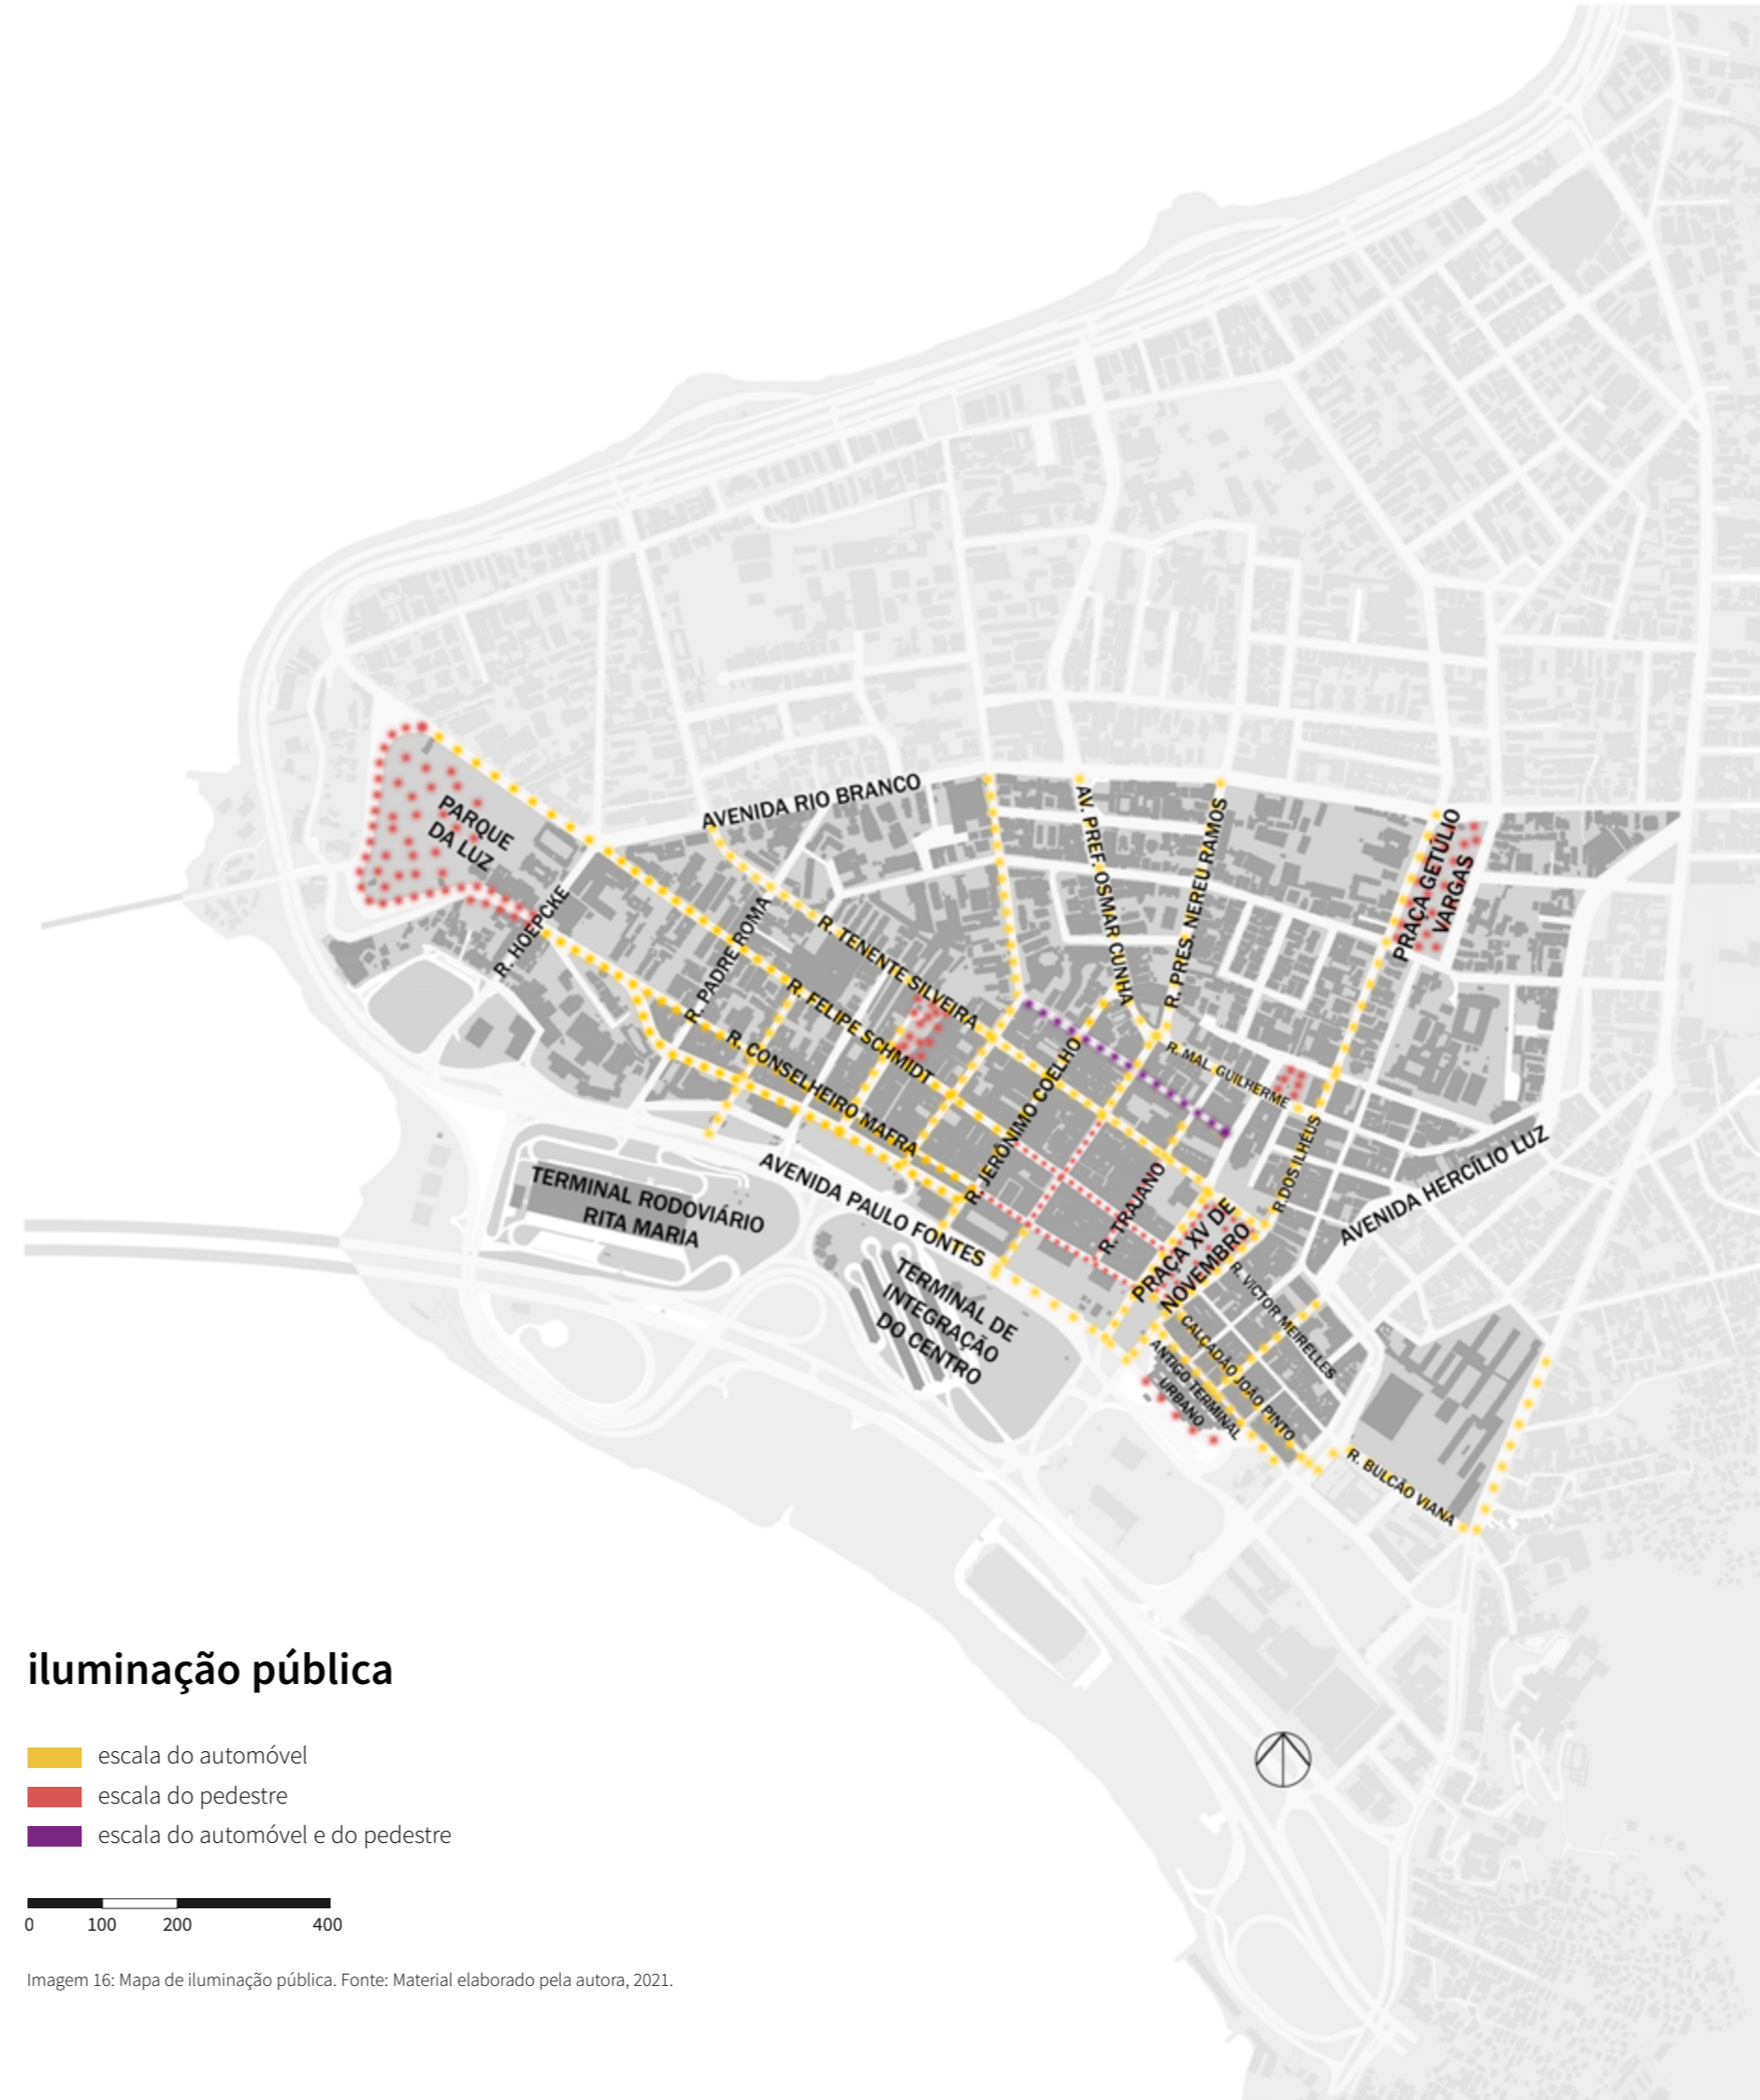 PARQUE
DA LUZ
R. HOEPCKE
AVENIDA RIO BRANCO
R. PADRE ROMA
R. TENENTE SILVEIRA
R. FELIPE SCHMIDT
R. CONSELHEIRO MAFRA
AV. PREF. OSMAR CUNHA
R. PRES. NEREU RAMOS
PRAÇA GETÚLIO
VARGAS
R. JERÔNIMO COELHO
R. MAL. GUILHERME
R. DOS ILHÉUS
R. TRAJANO
AVENIDA HERCÍLIO LUZ
PRAÇA XV DE
NOVEMBRO
TERMINAL RODOVIÁRIO
RITA MARIA
AVENIDA PAULO FONTES
TERMINAL DE
INTEGRAÇÃO
DO CENTRO
R. VICTOR MEIRELLES
CALÇADÃO JOÃO PINTO
ANTIGO TERMINAL
URBANO
R. BULCÃO VIANA
iluminação pública
escala do automóvel
escala do pedestre
escala do automóvel e do pedestre
0 100 200 400
Imagem 16: Mapa de iluminação pública. Fonte: Material elaborado pela autora, 2021.